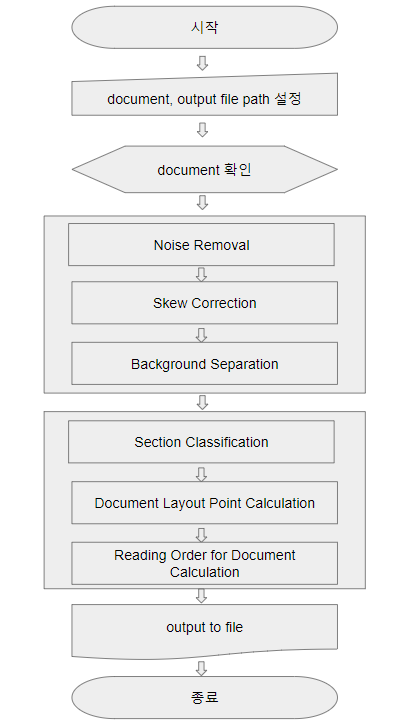 시작
document, output file path 설정
document 확인
Noise Removal
Skew Correction
Background Separation
Section Classification
Document Layout Point Calculation
Reading Order for Document
Calculation
output to file
종료